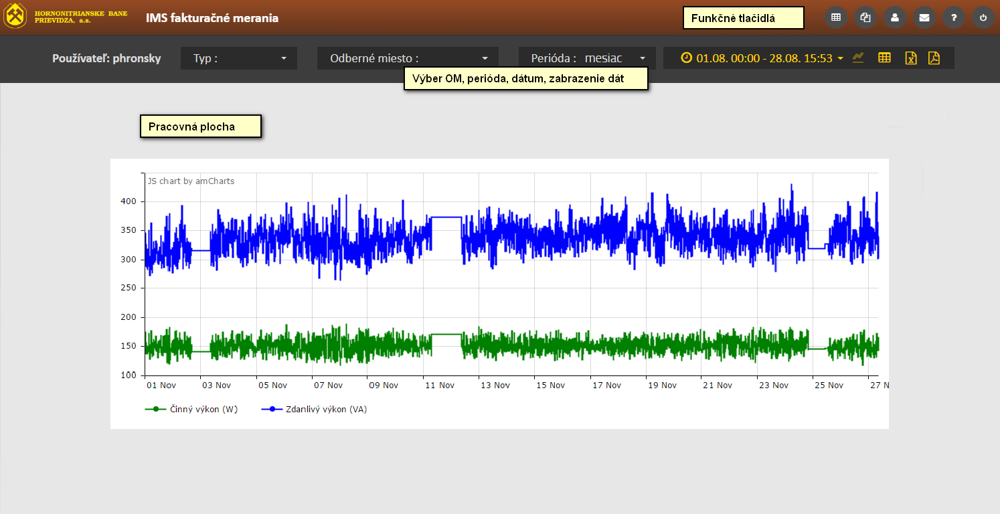 HORNONITRIANSKE BANE
PRIEVIDZA, a.s.
IMS fakturačné merania
Funkčné tlačidlá
?
Používateľ: phronsky
Typ :
Odberné miesto :
Perióda : mesiac
01.08. 00:00 - 28.08. 15:53
Výber OM, perióda, dátum, zabrazenie dát
Pracovná plocha
JS chart by amCharts
400
350
300
250
200
150
100
01 Nov 03 Nov 05 Nov 07 Nov 09 Nov 11 Nov 13 Nov 15 Nov 17 Nov 19 Nov 21 Nov 23 Nov 25 Nov 27 N
Činný výkon (W) Zdanlivý výkon (VA)